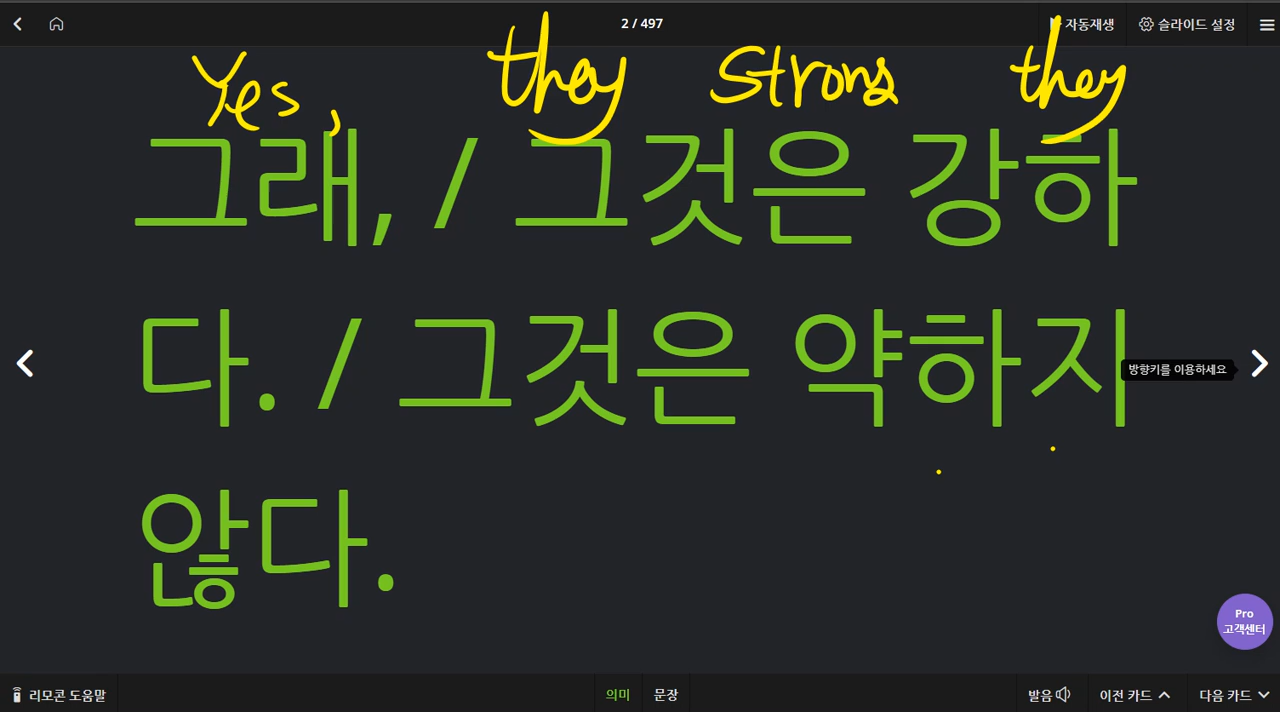 2 / 497
자동재생
슬라이드 설정
Yes, they strong they
그래, / 그것은 강하
다. / 그것은 약하지
방향키를 이용하세요
않다.
Pro
고객센터
리모콘 도움말
의미
문장
발음
이전 카드
다음 카드